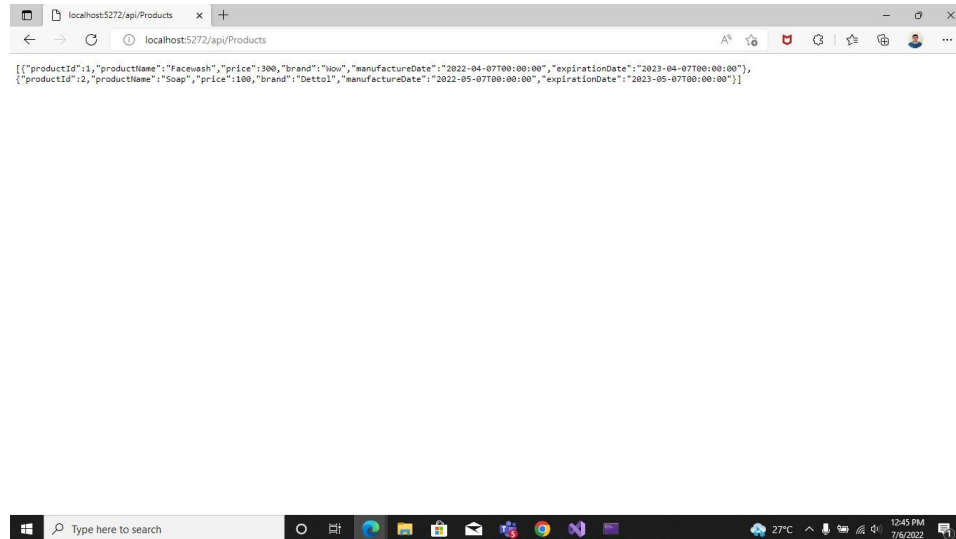 localhost:5272/api/Products
localhost:5272/api/Products
[{"productId":1,"productName":"Facewash","price":300,"brand":"Wow","manufactureDate":"2022-04-07T00:00:00","expirationDate":"2023-04-07T00:00:00"},
{"productId":2,"productName":"Soap","price":100,"brand":"Dettol","manufactureDate":"2022-05-07T00:00:00","expirationDate":"2023-05-07T00:00:00"}]
Type here to search
27°C
12:45 PM
7/6/2022